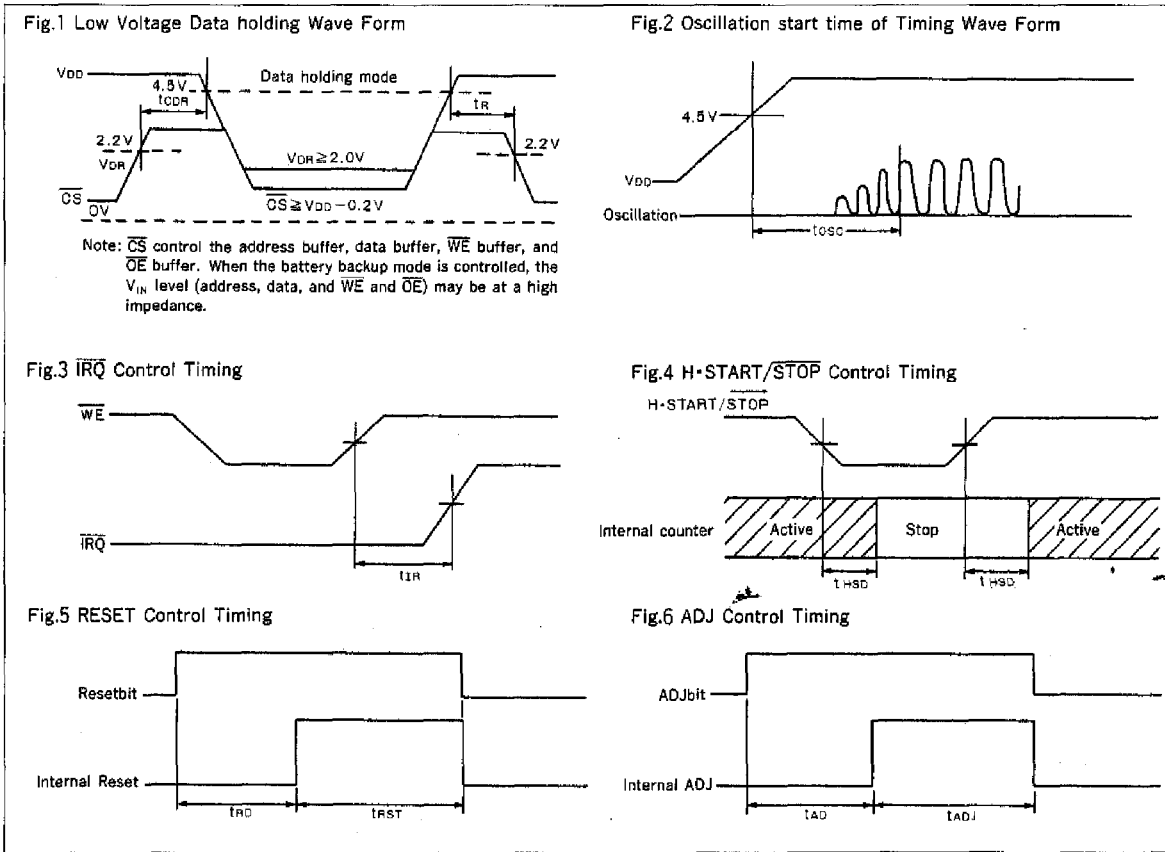 Fig.1 Low Voltage Data holding Wave Form
VDD
4.5V
Data holding mode
tCDR
tR
2.2V
VDR
2.2V
VDR≧2.0V
CS
0V
CS≧VDD−0.2V
Note: CS control the address buffer, data buffer, WE buffer, and
OE buffer. When the battery backup mode is controlled, the
VIN level (address, data, and WE and OE) may be at a high
impedance.
Fig.2 Oscillation start time of Timing Wave Form
4.5V
VDD
Oscillation
tOSC
Fig.3 IRQ Control Timing
WE
IRQ
tIR
Fig.4 H•START/STOP Control Timing
H•START/STOP
Internal counter
Active
Stop
Active
tHSD
tHSD
Fig.5 RESET Control Timing
Resetbit
Internal Reset
tRD
tRST
Fig.6 ADJ Control Timing
ADJbit
Internal ADJ
tAD
tADJ